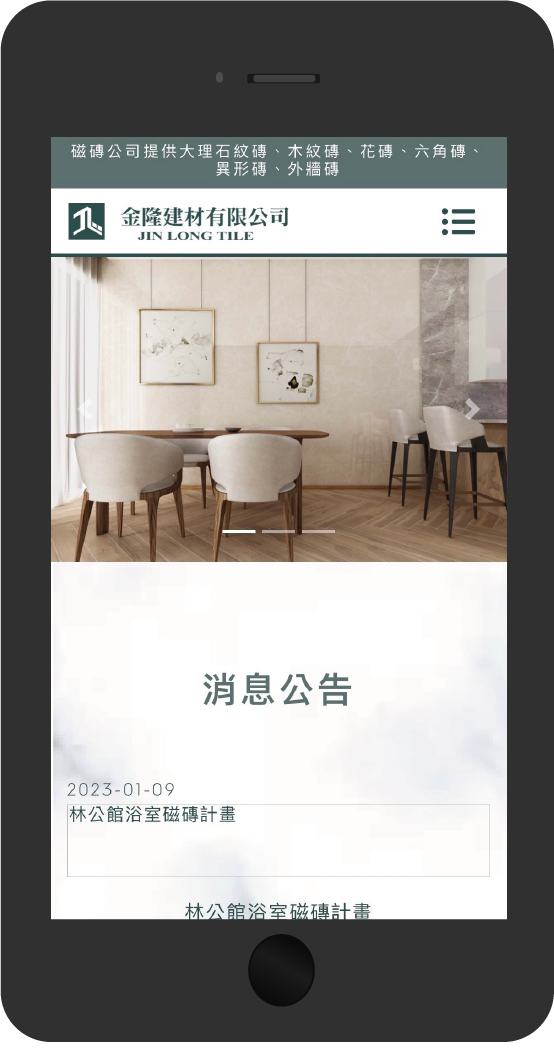 磁磚公司提供大理石紋磚、木紋磚、花磚、六角磚、
異形磚、外牆磚
金隆建材有限公司
JIN LONG TILE
消息公告
2023-01-09
林公館浴室磁磚計畫
林公館浴室磁磚計畫